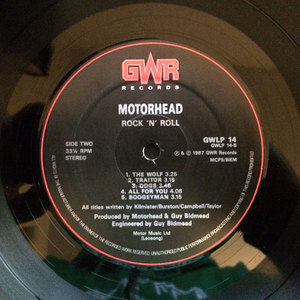 GWR
RECORDS
MOTORHEAD
ROCK 'N' ROLL
SIDE TWO
33⅓ RPM
STEREO
GWLP 14
GWLP 14-B
℗ & © 1987 GWR Records
MCPS/BIEM
1. THE WOLF 3.25
2. TRAITOR 3.15
3. DOGS 3.46
4. ALL FOR YOU 4.08
5. BOOGEYMAN 3.15
All titles written by Kilmister/Burston/Campbell/Taylor
Produced by Motorhead & Guy Bidmead
Engineered by Guy Bidmead
Motor Music Ltd
(Leosong)